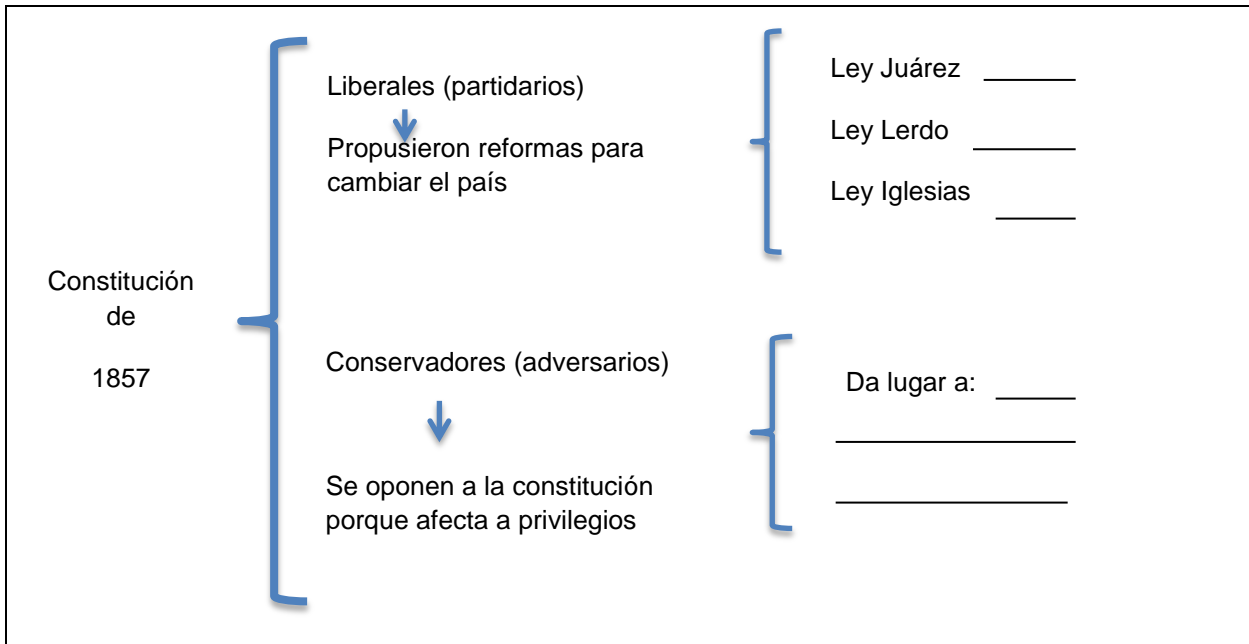 Constitución
de
1857
Liberales (partidarios)
Propusieron reformas para
cambiar el país
Ley Juárez
Ley Lerdo
Ley Iglesias
Conservadores (adversarios)
Se oponen a la constitución
porque afecta a privilegios
Da lugar a: